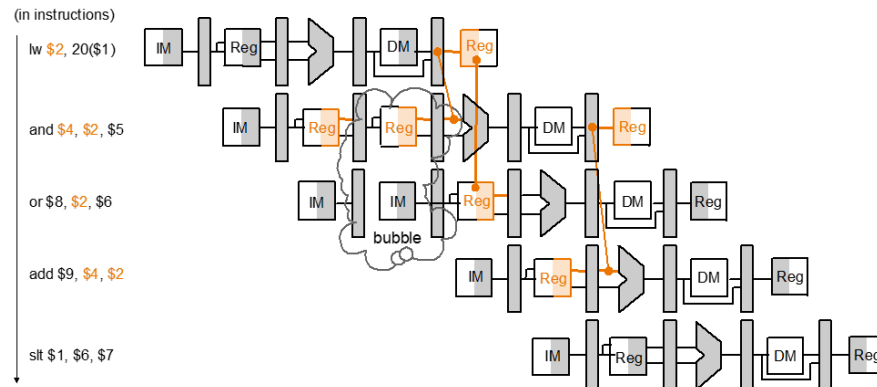 (in instructions)
lw $2, 20($1)
IM Reg DM Reg
and $4, $2, $5
IM Reg Reg DM Reg
or $8, $2, $6
IM IM Reg DM Reg
bubble
add $9, $4, $2
IM Reg DM Reg
slt $1, $6, $7
IM Reg DM Reg